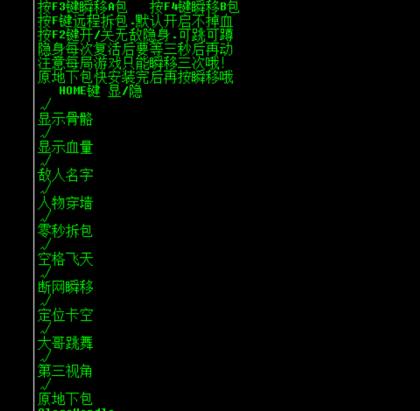 按F3键瞬移A包 按F4键瞬移B包
按F键远程拆包.默认开启不掉血
按F2键开/关无敌隐身.可跳可蹲
隐身每次复活后要等三秒后再动
注意每局游戏只能瞬移三次哦!
原地下包快安装完后再按瞬移哦
HOME键 显/隐
√
显示骨骼
√
显示血量
√
敌人名字
√
人物穿墙
√
零秒拆包
√
空格飞天
√
断网瞬移
√
定位卡空
√
大哥跳舞
√
第三视角
√
原地下包